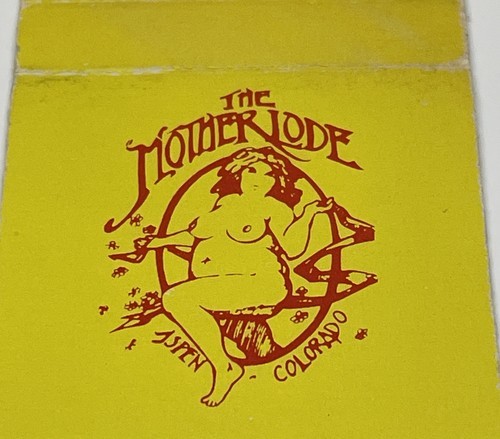 THE
MOTHER LODE
ASPEN
COLORADO